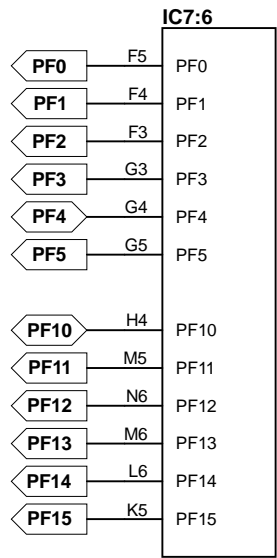 IC7:6
PF0 F5 PF0
PF1 F4 PF1
PF2 F3 PF2
PF3 G3 PF3
PF4 G4 PF4
PF5 G5 PF5
PF10 H4 PF10
PF11 M5 PF11
PF12 N6 PF12
PF13 M6 PF13
PF14 L6 PF14
PF15 K5 PF15